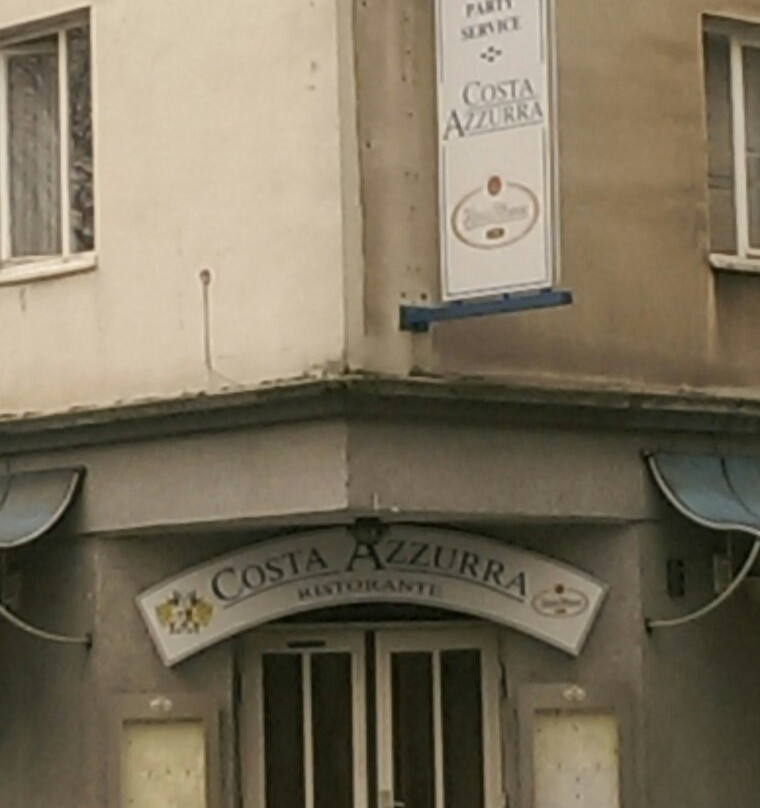 PARTY
SERVICE
COSTA
AZZURRA
COSTA AZZURRA
RISTORANTE